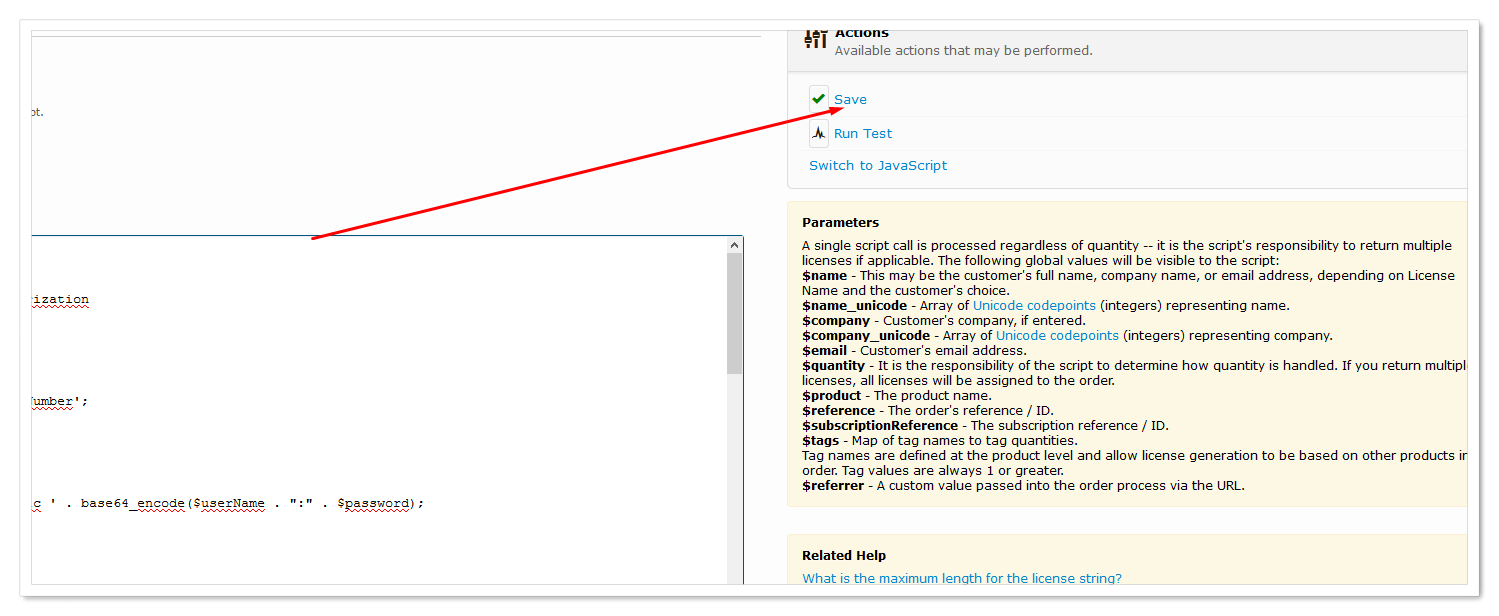 Actions
Available actions that may be performed.
Save
Run Test
Switch to JavaScript
pt.
rization
Number';
c ' . base64_encode($userName . ":" . $password);
Parameters
A single script call is processed regardless of quantity -- it is the script's responsibility to return multiple
licenses if applicable. The following global values will be visible to the script:
$name - This may be the customer's full name, company name, or email address, depending on License
Name and the customer's choice.
$name_unicode - Array of Unicode codepoints (integers) representing name.
$company - Customer's company, if entered.
$company_unicode - Array of Unicode codepoints (integers) representing company.
$email - Customer's email address.
$quantity - It is the responsibility of the script to determine how quantity is handled. If you return multipl
licenses, all licenses will be assigned to the order.
$product - The product name.
$reference - The order's reference / ID.
$subscriptionReference - The subscription reference / ID.
$tags - Map of tag names to tag quantities.
Tag names are defined at the product level and allow license generation to be based on other products in
order. Tag values are always 1 or greater.
$referrer - A custom value passed into the order process via the URL.
Related Help
What is the maximum length for the license string?